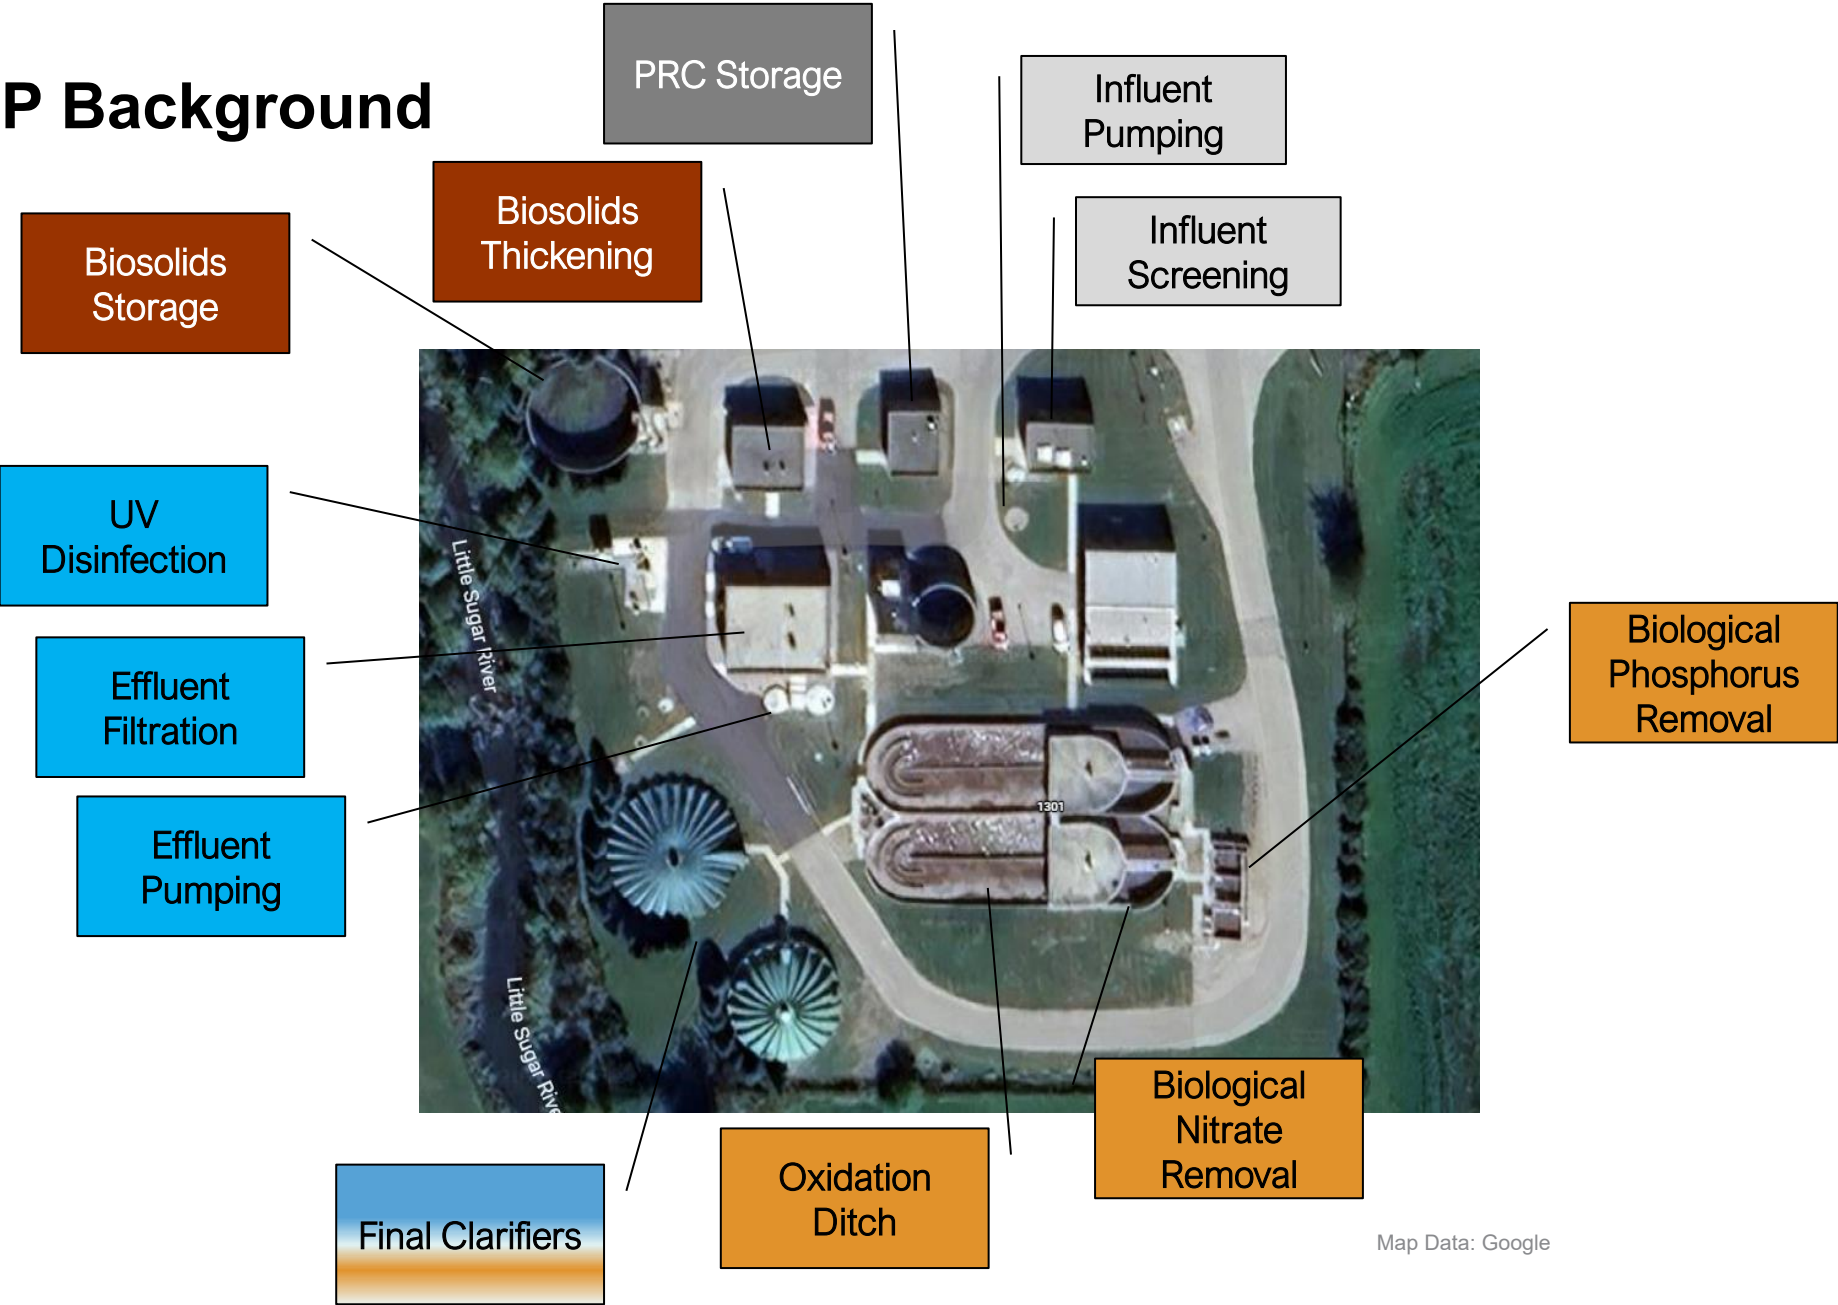 P Background
PRC Storage
Influent
Pumping
Biosolids
Thickening
Influent
Screening
Biosolids
Storage
UV
Disinfection
Little Sugar River
Effluent
Filtration
Biological
Phosphorus
Removal
Effluent
Pumping
1301
Little Sugar Rive
Biological
Nitrate
Removal
Oxidation
Ditch
Final Clarifiers
Map Data: Google